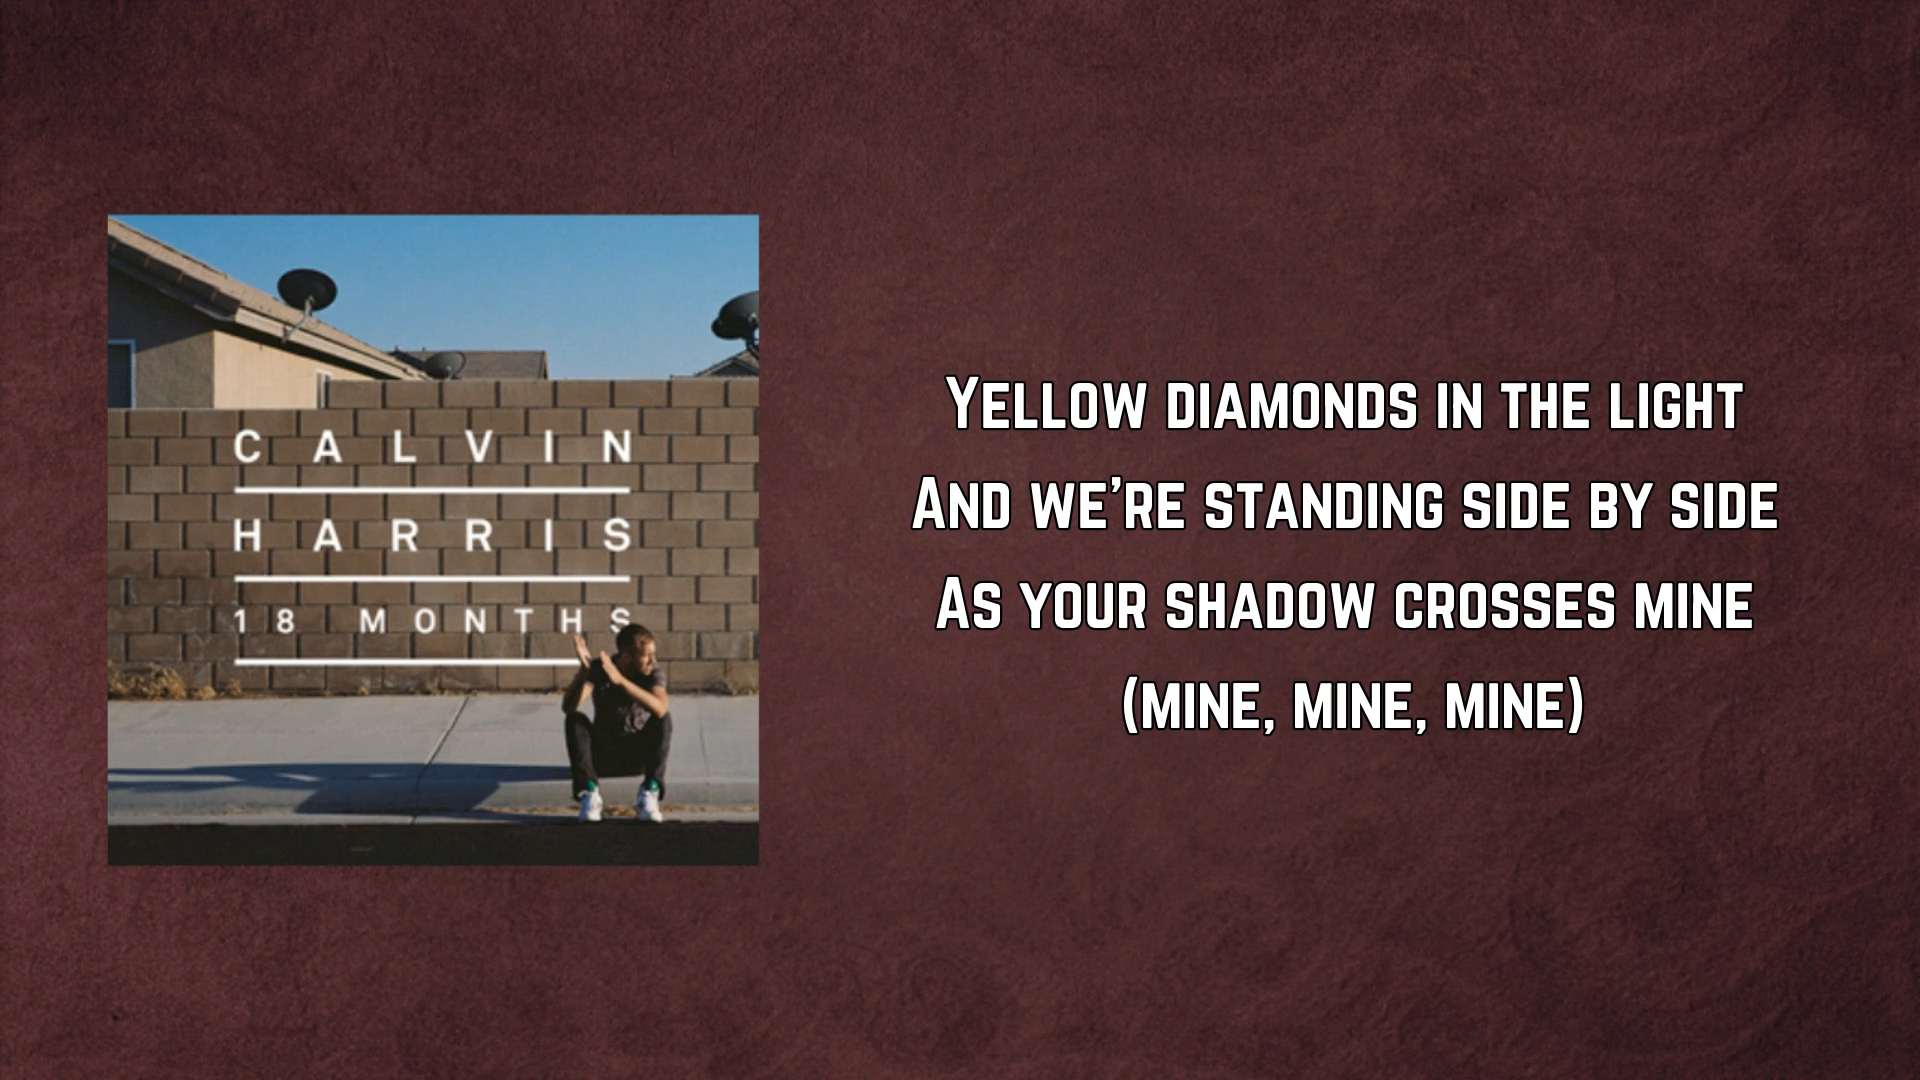 CALVIN
HARRIS
18 MONTHS
Yellow diamonds in the light
And we're standing side by side
As your shadow crosses mine
(mine, mine, mine)